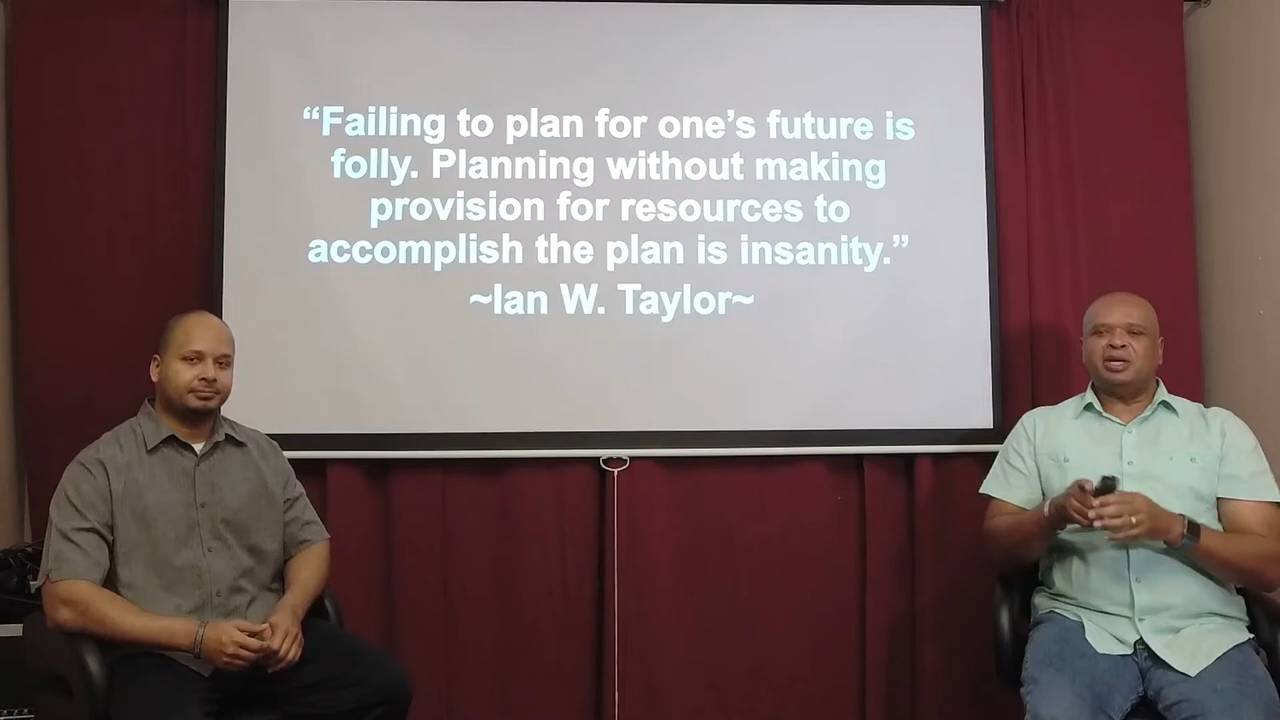 “Failing to plan for one’s future is
folly. Planning without making
provision for resources to
accomplish the plan is insanity.”
~Ian W. Taylor~